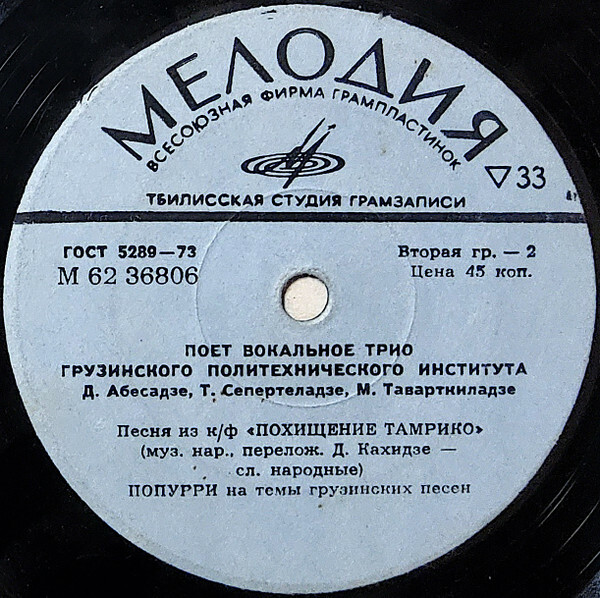 МЕЛОДИЯ
ВСЕСОЮЗНАЯ ФИРМА ГРАМПЛАСТИНОК
▽33
ТБИЛИССКАЯ СТУДИЯ ГРАМЗАПИСИ
ГОСТ 5289—73
Вторая гр. — 2
М 62 36806
Цена 45 коп.
ПОЕТ ВОКАЛЬНОЕ ТРИО
ГРУЗИНСКОГО ПОЛИТЕХНИЧЕСКОГО ИНСТИТУТА
Д. Абесадзе, Т. Сепертеладзе, М. Таварткиладзе
Песня из к/ф «ПОХИЩЕНИЕ ТАМРИКО»
(муз. нар., перелож. Д. Кахидзе —
сл. народные)
ПОПУРРИ на темы грузинских песен